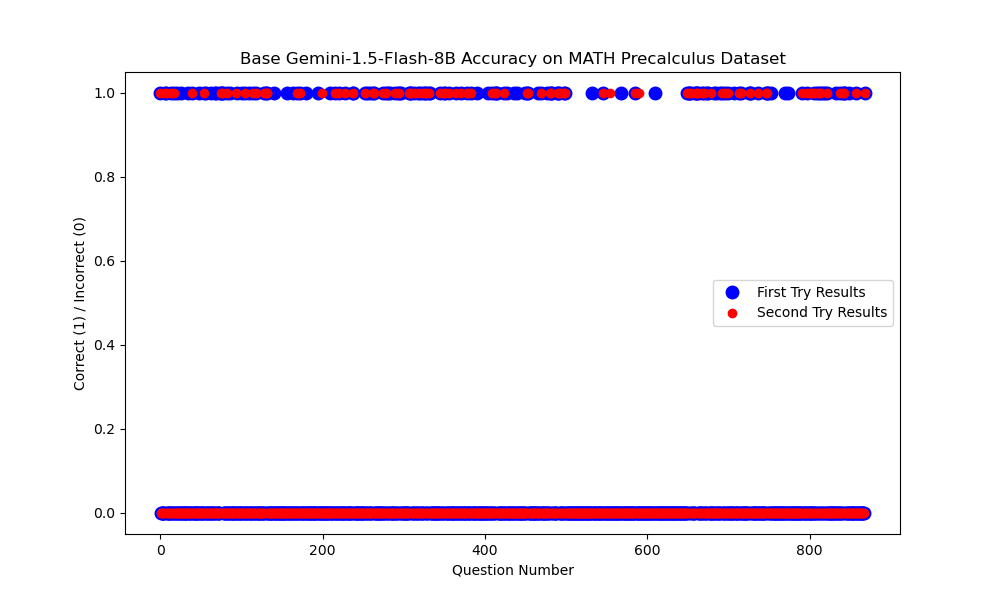 Base Gemini-1.5-Flash-8B Accuracy on MATH Precalculus Dataset
1.0
0.8
0.6
0.4
0.2
0.0
Correct (1) / Incorrect (0)
First Try Results
Second Try Results
0 200 400 600 800
Question Number